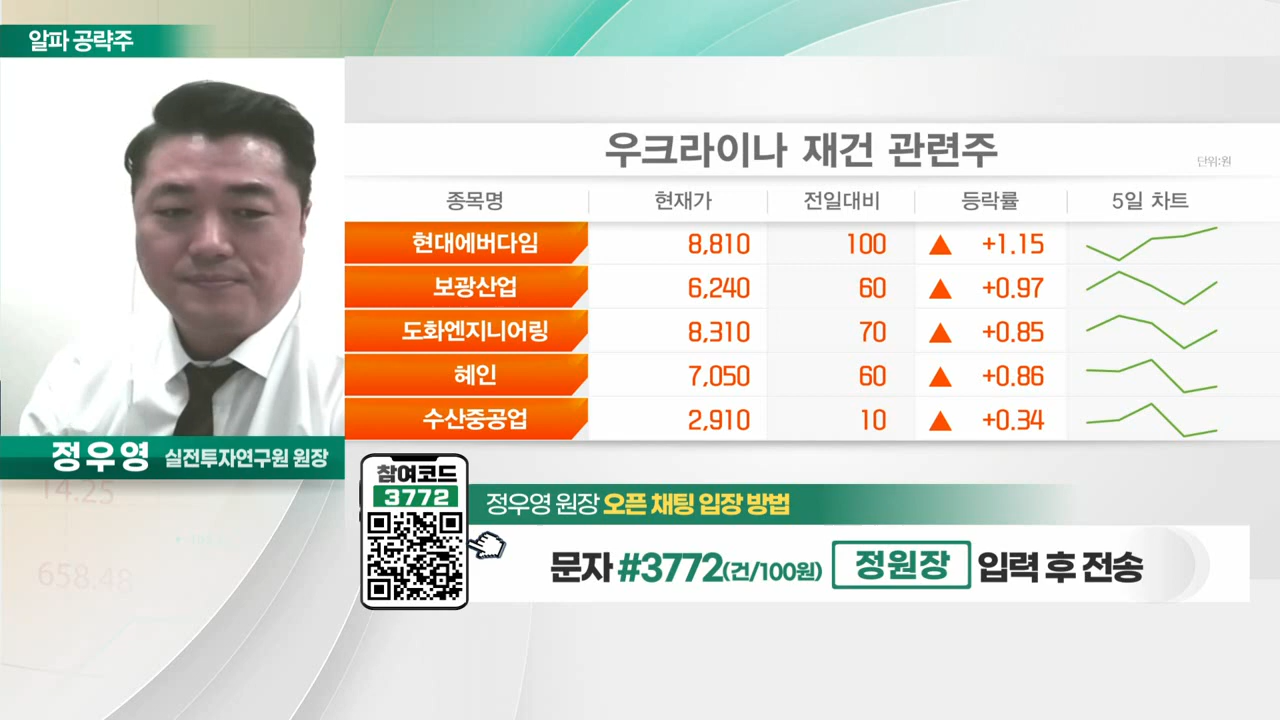 알파 공략주
우크라이나 재건 관련주
단위:원
종목명 현재가 전일대비 등락률 5일 차트
현대에버다임 8,810 100 ▲ +1.15
보광산업 6,240 60 ▲ +0.97
도화엔지니어링 8,310 70 ▲ +0.85
혜인 7,050 60 ▲ +0.86
수산중공업 2,910 10 ▲ +0.34
정우영 실전투자연구원 원장
14.25
658.48
참여코드
3772
정우영 원장 오픈 채팅 입장 방법
문자 #3772(건/100원) 정원장 입력 후 전송